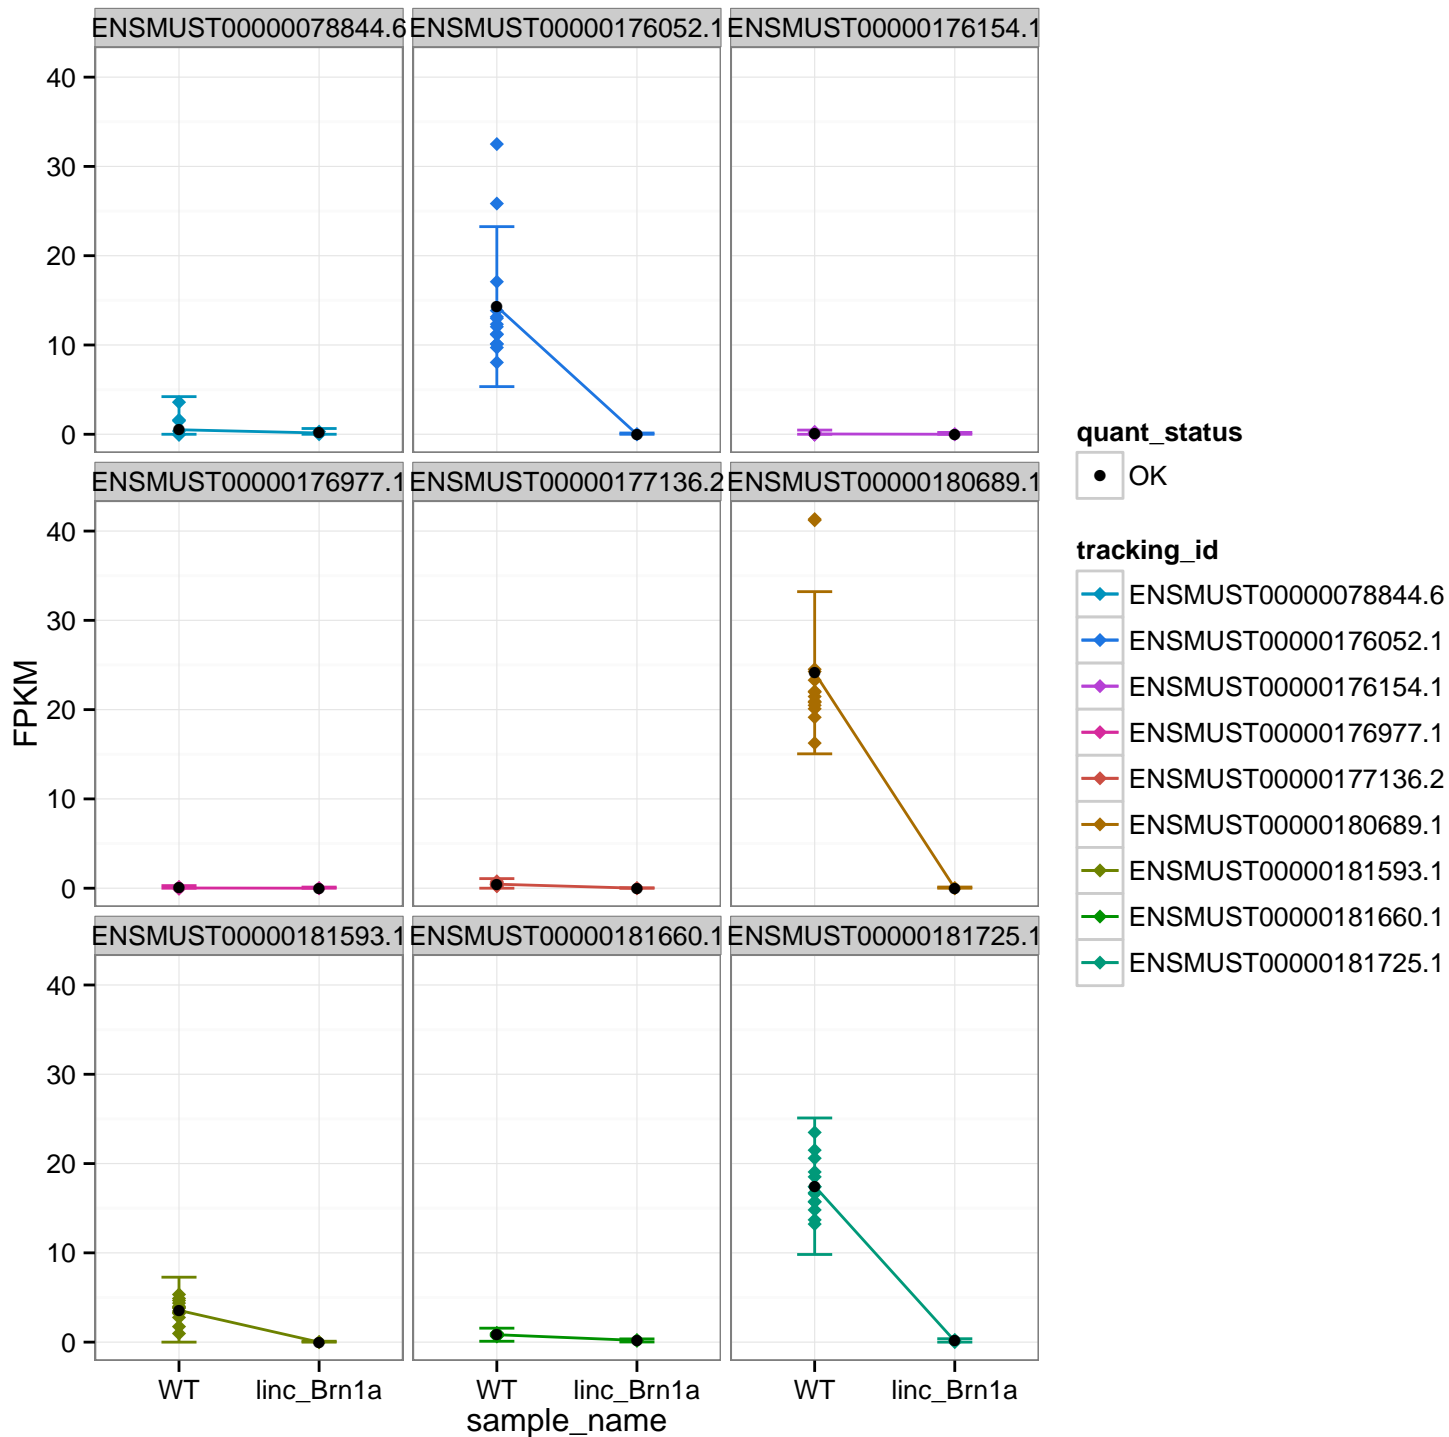 ENSMUST00000078844.6 ENSMUST00000176052.1 ENSMUST00000176154.1
40
30
20
10
0
ENSMUST00000176977.1 ENSMUST00000177136.2 ENSMUST00000180689.1
40
30
20
10
0
ENSMUST00000181593.1 ENSMUST00000181660.1 ENSMUST00000181725.1
40
30
20
10
0
FPKM
WT linc_Brn1a WT linc_Brn1a WT linc_Brn1a
sample_name
quant_status
OK
tracking_id
ENSMUST00000078844.6
ENSMUST00000176052.1
ENSMUST00000176154.1
ENSMUST00000176977.1
ENSMUST00000177136.2
ENSMUST00000180689.1
ENSMUST00000181593.1
ENSMUST00000181660.1
ENSMUST00000181725.1